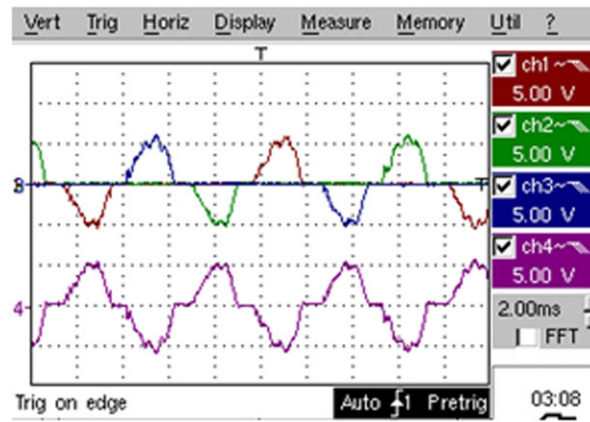 Vert Trig Horiz Display Measure Memory Util ?
T
ch1
5.00 V
ch2
5.00 V
3
T
ch3
5.00 V
ch4
5.00 V
4
2.00ms
FFT
Trig on edge
Auto 1 Pretrig
03:08